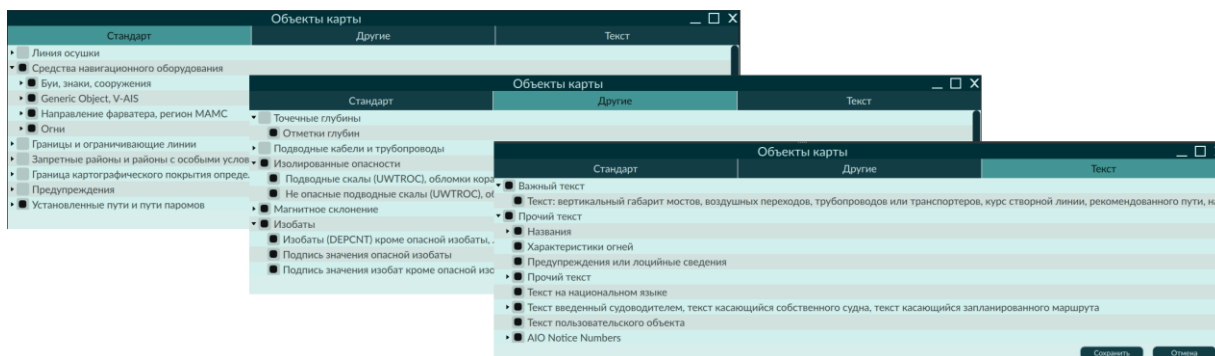 Объекты карты
Стандарт Другие Текст
Линия осушки
Средства навигационного оборудования
Буи, знаки, сооружения
Generic Object, V-AIS
Направление фарватера, регион МАМС
Огни
Границы и ограничивающие линии
Запретные районы и районы с особыми услов
Граница картографического покрытия опреде.
Предупреждения
Установленные пути и пути паромов
Объекты карты
Стандарт Другие Текст
Точечные глубины
Отметки глубин
Подводные кабели и трубопроводы
Изолированные опасности
Подводные скалы (UWTROC), обломки кора
Не опасные подводные скалы (UWTROC), об
Магнитное склонение
Изобаты
Изобаты (DEPCNT) кроме опасной изобаты,
Подпись значения опасной изобаты
Подпись значения изобат кроме опасной изо
Объекты карты
Стандарт Другие Текст
Важный текст
Текст: вертикальный габарит мостов, воздушных переходов, трубопроводов или транспортеров, курс створной линии, рекомендованного пути, н
Прочий текст
Названия
Характеристики огней
Предупреждения или лоцийные сведения
Прочий текст
Текст на национальном языке
Текст введенный судоводителем, текст касающийся собственного судна, текст касающийся запланированного маршрута
Текст пользовательского объекта
AIO Notice Numbers
Сохранить Отмена